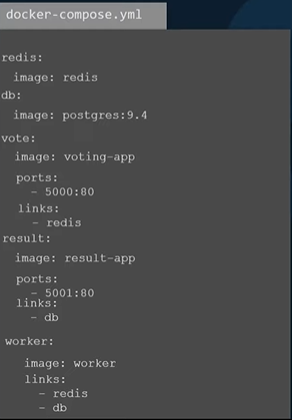 docker-compose.yml
redis:
image: redis
db:
image: postgres:9.4
vote:
image: voting-app
ports:
- 5000:80
links:
- redis
result:
image: result-app
ports:
- 5001:80
links:
- db
worker:
image: worker
links:
- redis
- db